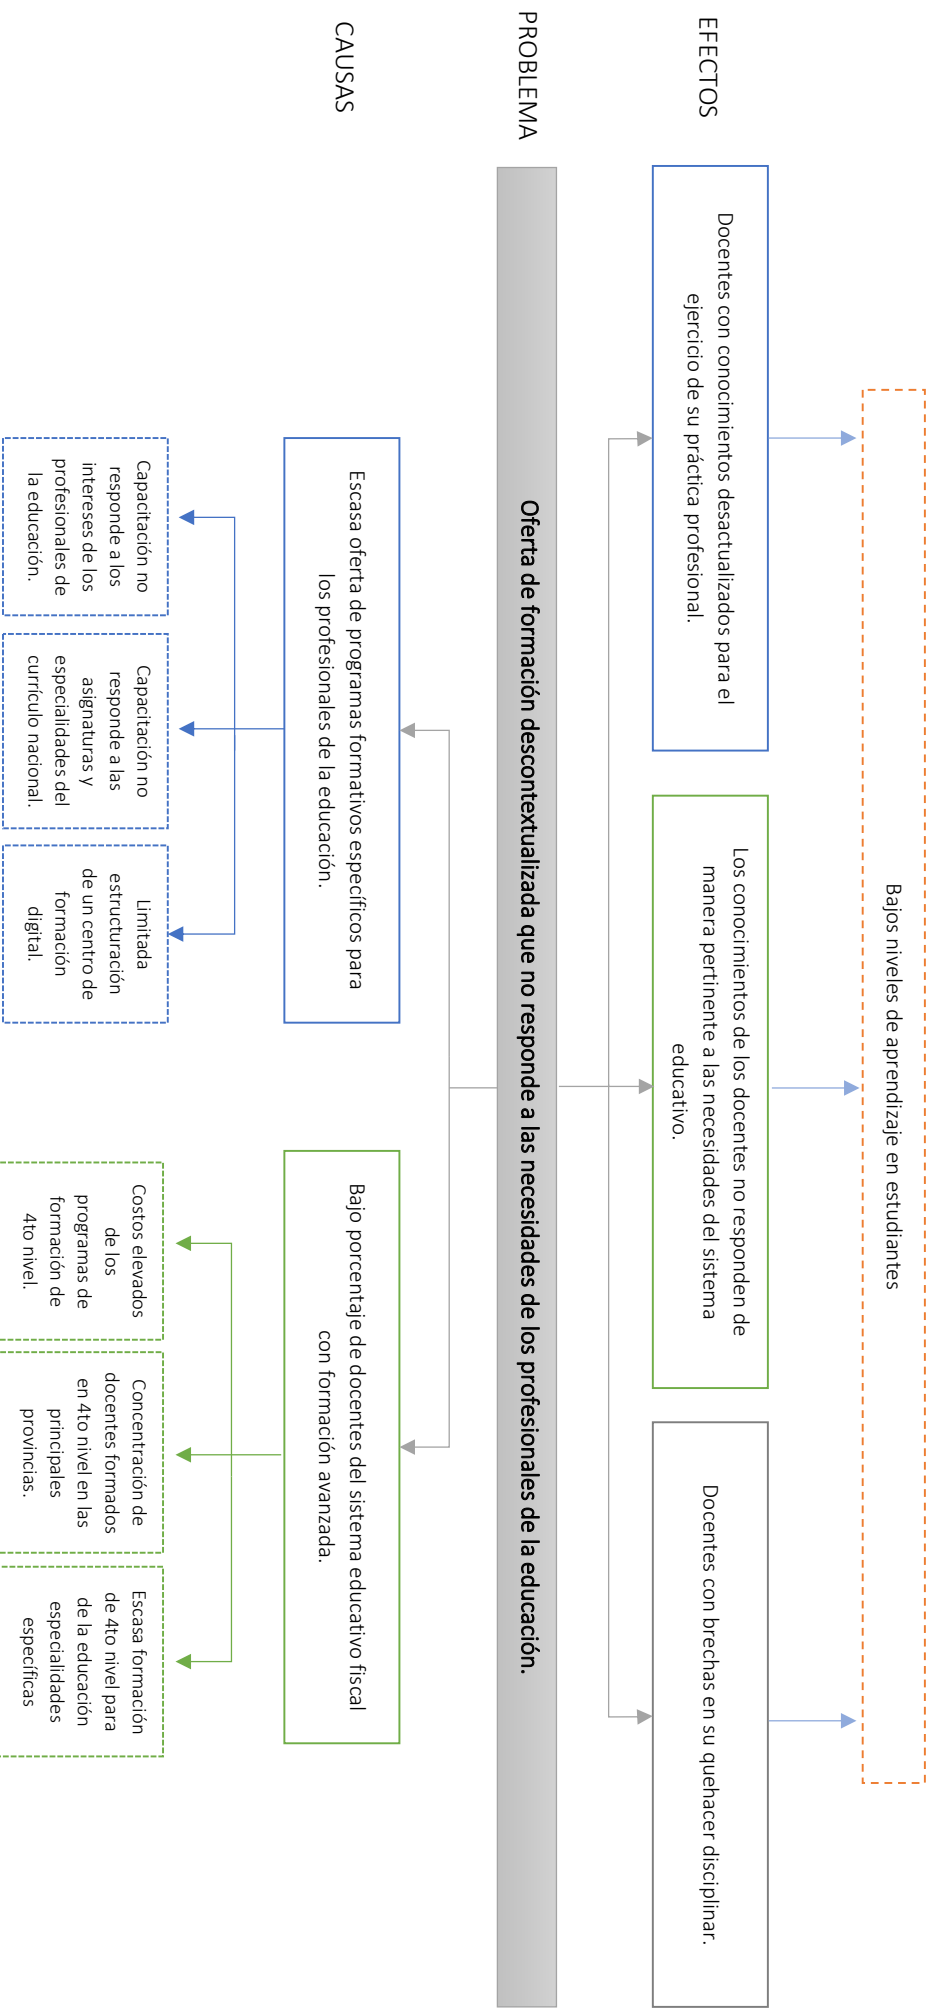 Bajos niveles de aprendizaje en estudiantes
EFECTOS
Docentes con conocimientos desactualizados para el
ejercicio de su práctica profesional.
Los conocimientos de los docentes no responden de
manera pertinente a las necesidades del sistema
educativo.
Docentes con brechas en su quehacer disciplinar.
PROBLEMA
Oferta de formación descontextualizada que no responde a las necesidades de los profesionales de la educación.
CAUSAS
Escasa oferta de programas formativos específicos para
los profesionales de la educación.
Bajo porcentaje de docentes del sistema educativo fiscal
con formación avanzada.
Capacitación no
responde a los
intereses de los
profesionales de
la educación.
Capacitación no
responde a las
asignaturas y
especialidades del
currículo nacional.
Limitada
estructuración
de un centro de
formación
digital.
Costos elevados
de los
programas de
formación de
4to nivel.
Concentración de
docentes formados
en 4to nivel en las
principales
provincias.
Escasa formación
de 4to nivel para
de la educación
especialidades
específicas